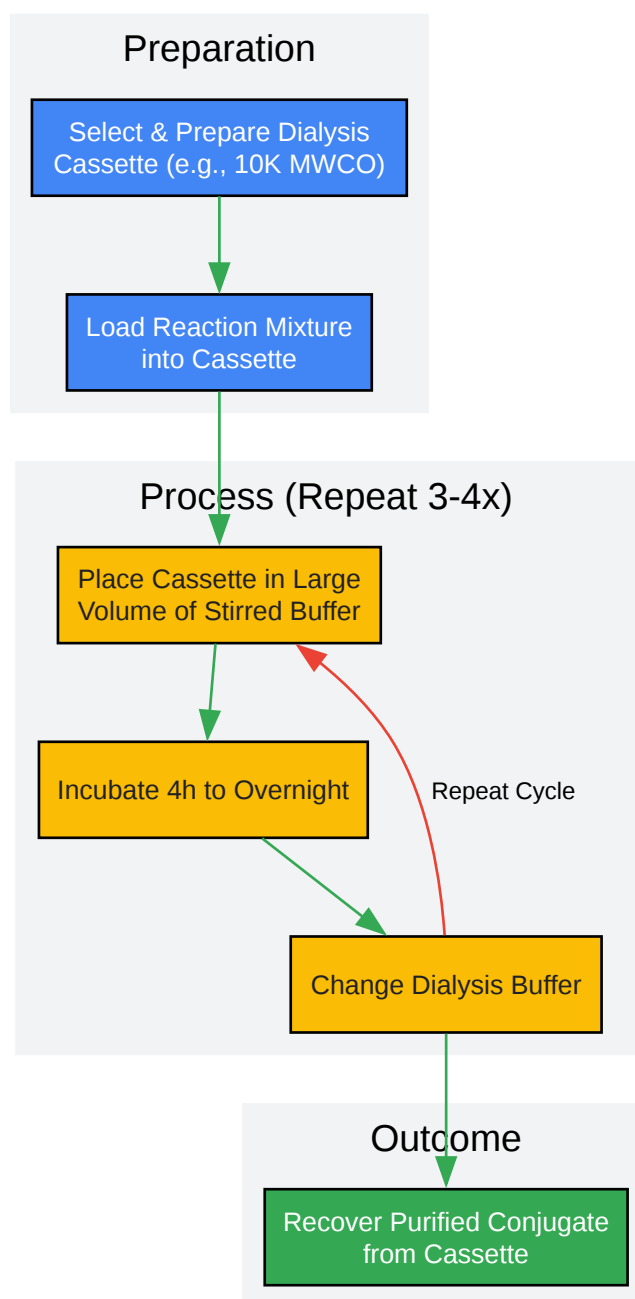 Preparation
Select & Prepare Dialysis
Cassette (e.g., 10K MWCO)
Load Reaction Mixture
into Cassette
Process (Repeat 3-4x)
Place Cassette in Large
Volume of Stirred Buffer
Incubate 4h to Overnight
Repeat Cycle
Change Dialysis Buffer
Outcome
Recover Purified Conjugate
from Cassette